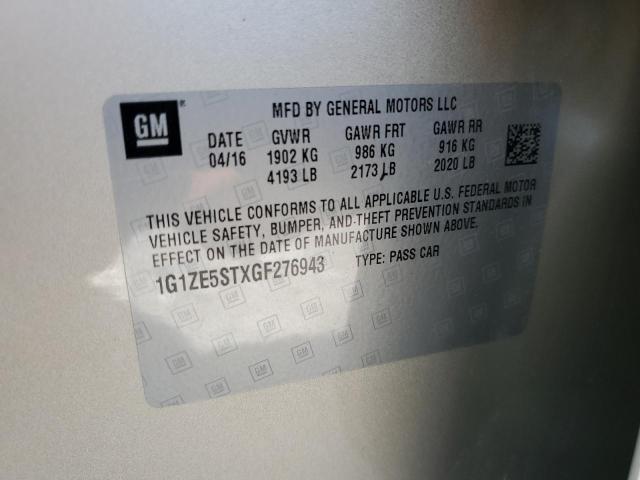 GM ®
MFD BY GENERAL MOTORS LLC
DATE GVWR GAWR FRT GAWR RR
04/16 1902 KG 986 KG 916 KG
4193 LB 2173 LB 2020 LB
THIS VEHICLE CONFORMS TO ALL APPLICABLE U.S. FEDERAL MOTOR
VEHICLE SAFETY, BUMPER, AND THEFT PREVENTION STANDARDS IN
EFFECT ON THE DATE OF MANUFACTURE SHOWN ABOVE.
1G1ZE5STXGF276943 TYPE: PASS CAR